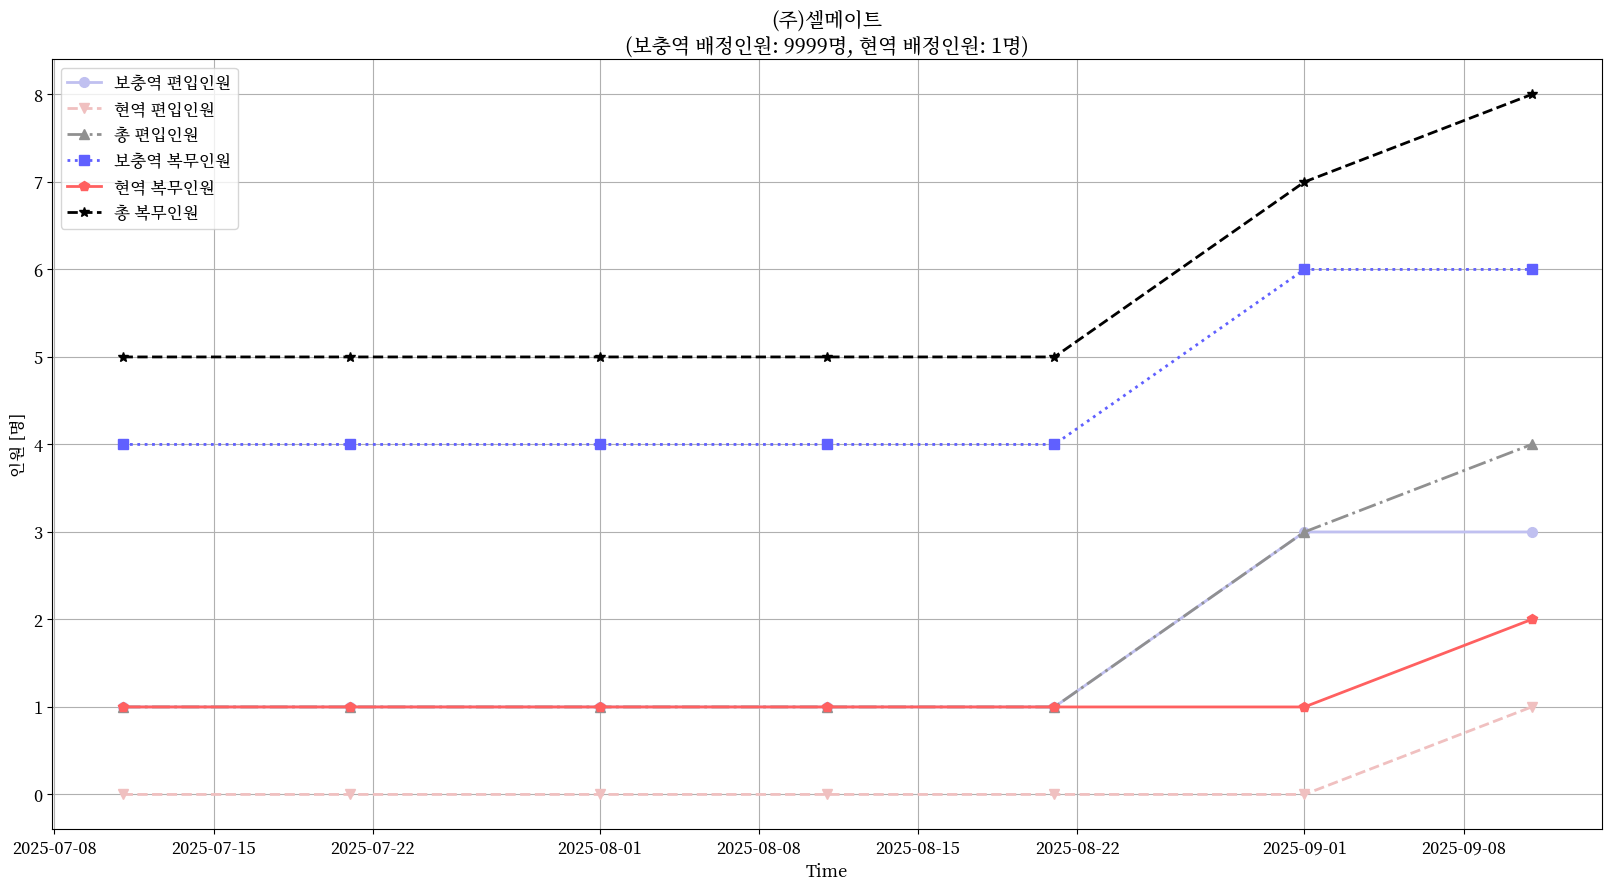 (주)셀메이트
(보충역 배정인원: 9999명, 현역 배정인원: 1명)
보충역 편입인원
현역 편입인원
총 편입인원
보충역 복무인원
현역 복무인원
총 복무인원
인원 [명]
8
7
6
5
4
3
2
1
0
2025-07-08
2025-07-15
2025-07-22
2025-08-01
2025-08-08
2025-08-15
2025-08-22
2025-09-01
2025-09-08
Time